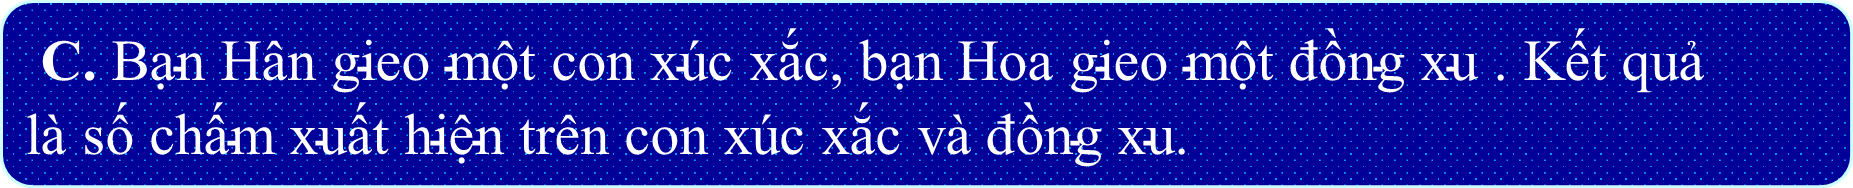 C. Bạn Hân gieo một con xúc xắc, bạn Hoa gieo một đồng xu . Kết quả
là số chấm xuất hiện trên con xúc xắc và đồng xu.